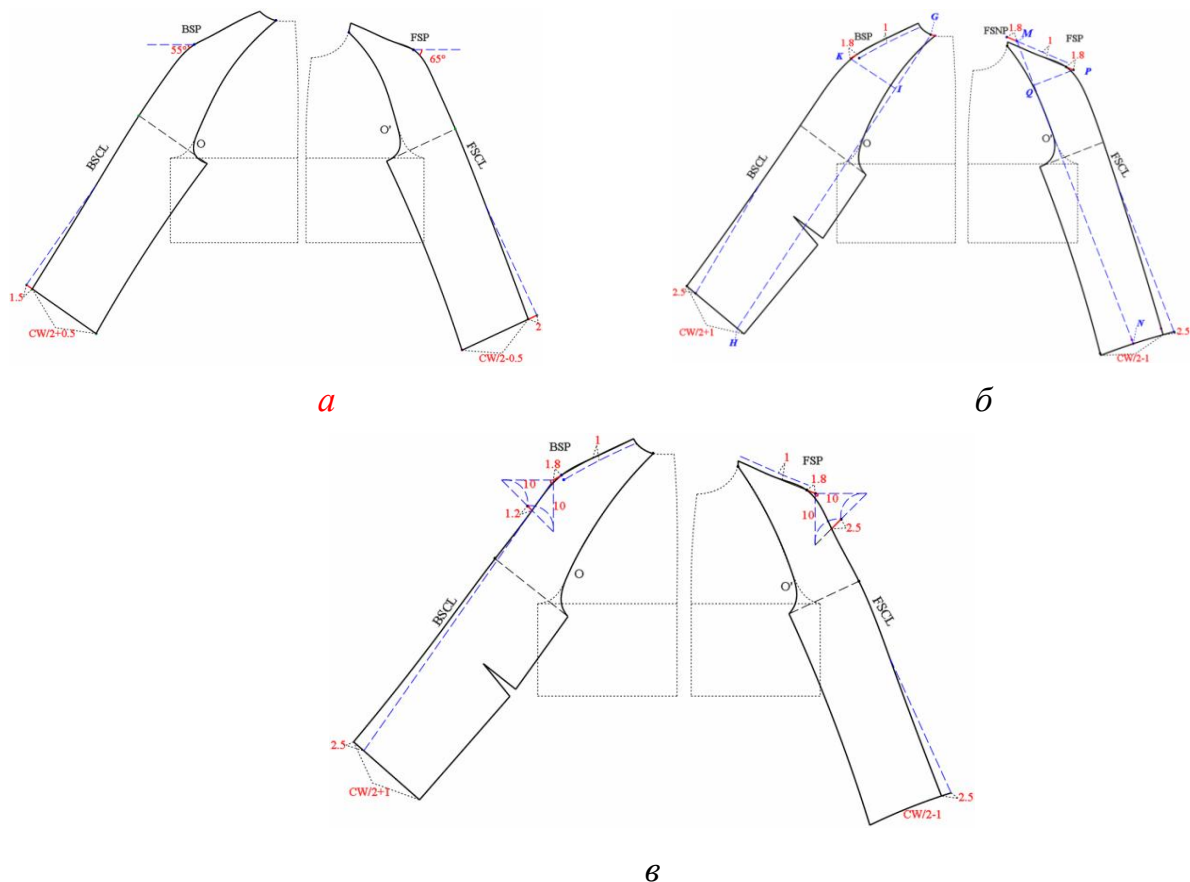 BSP
55°
FSP
65°
O
O'
BSCL
FSCL
1.5
CW/2+0.5
2
CW/2-0.5
а
G
1
BSP
1.8
K
I
O
BSCL
2.5
CW/2+1
H
1.8
M
FSNP
1
FSP
1.8
P
Q
O'
FSCL
N
2.5
CW/2-1
б
1
BSP
1.8
10
10
1.2
O
BSCL
2.5
CW/2+1
1
FSP
1.8
10
10
2.5
O'
FSCL
2.5
CW/2-1
в